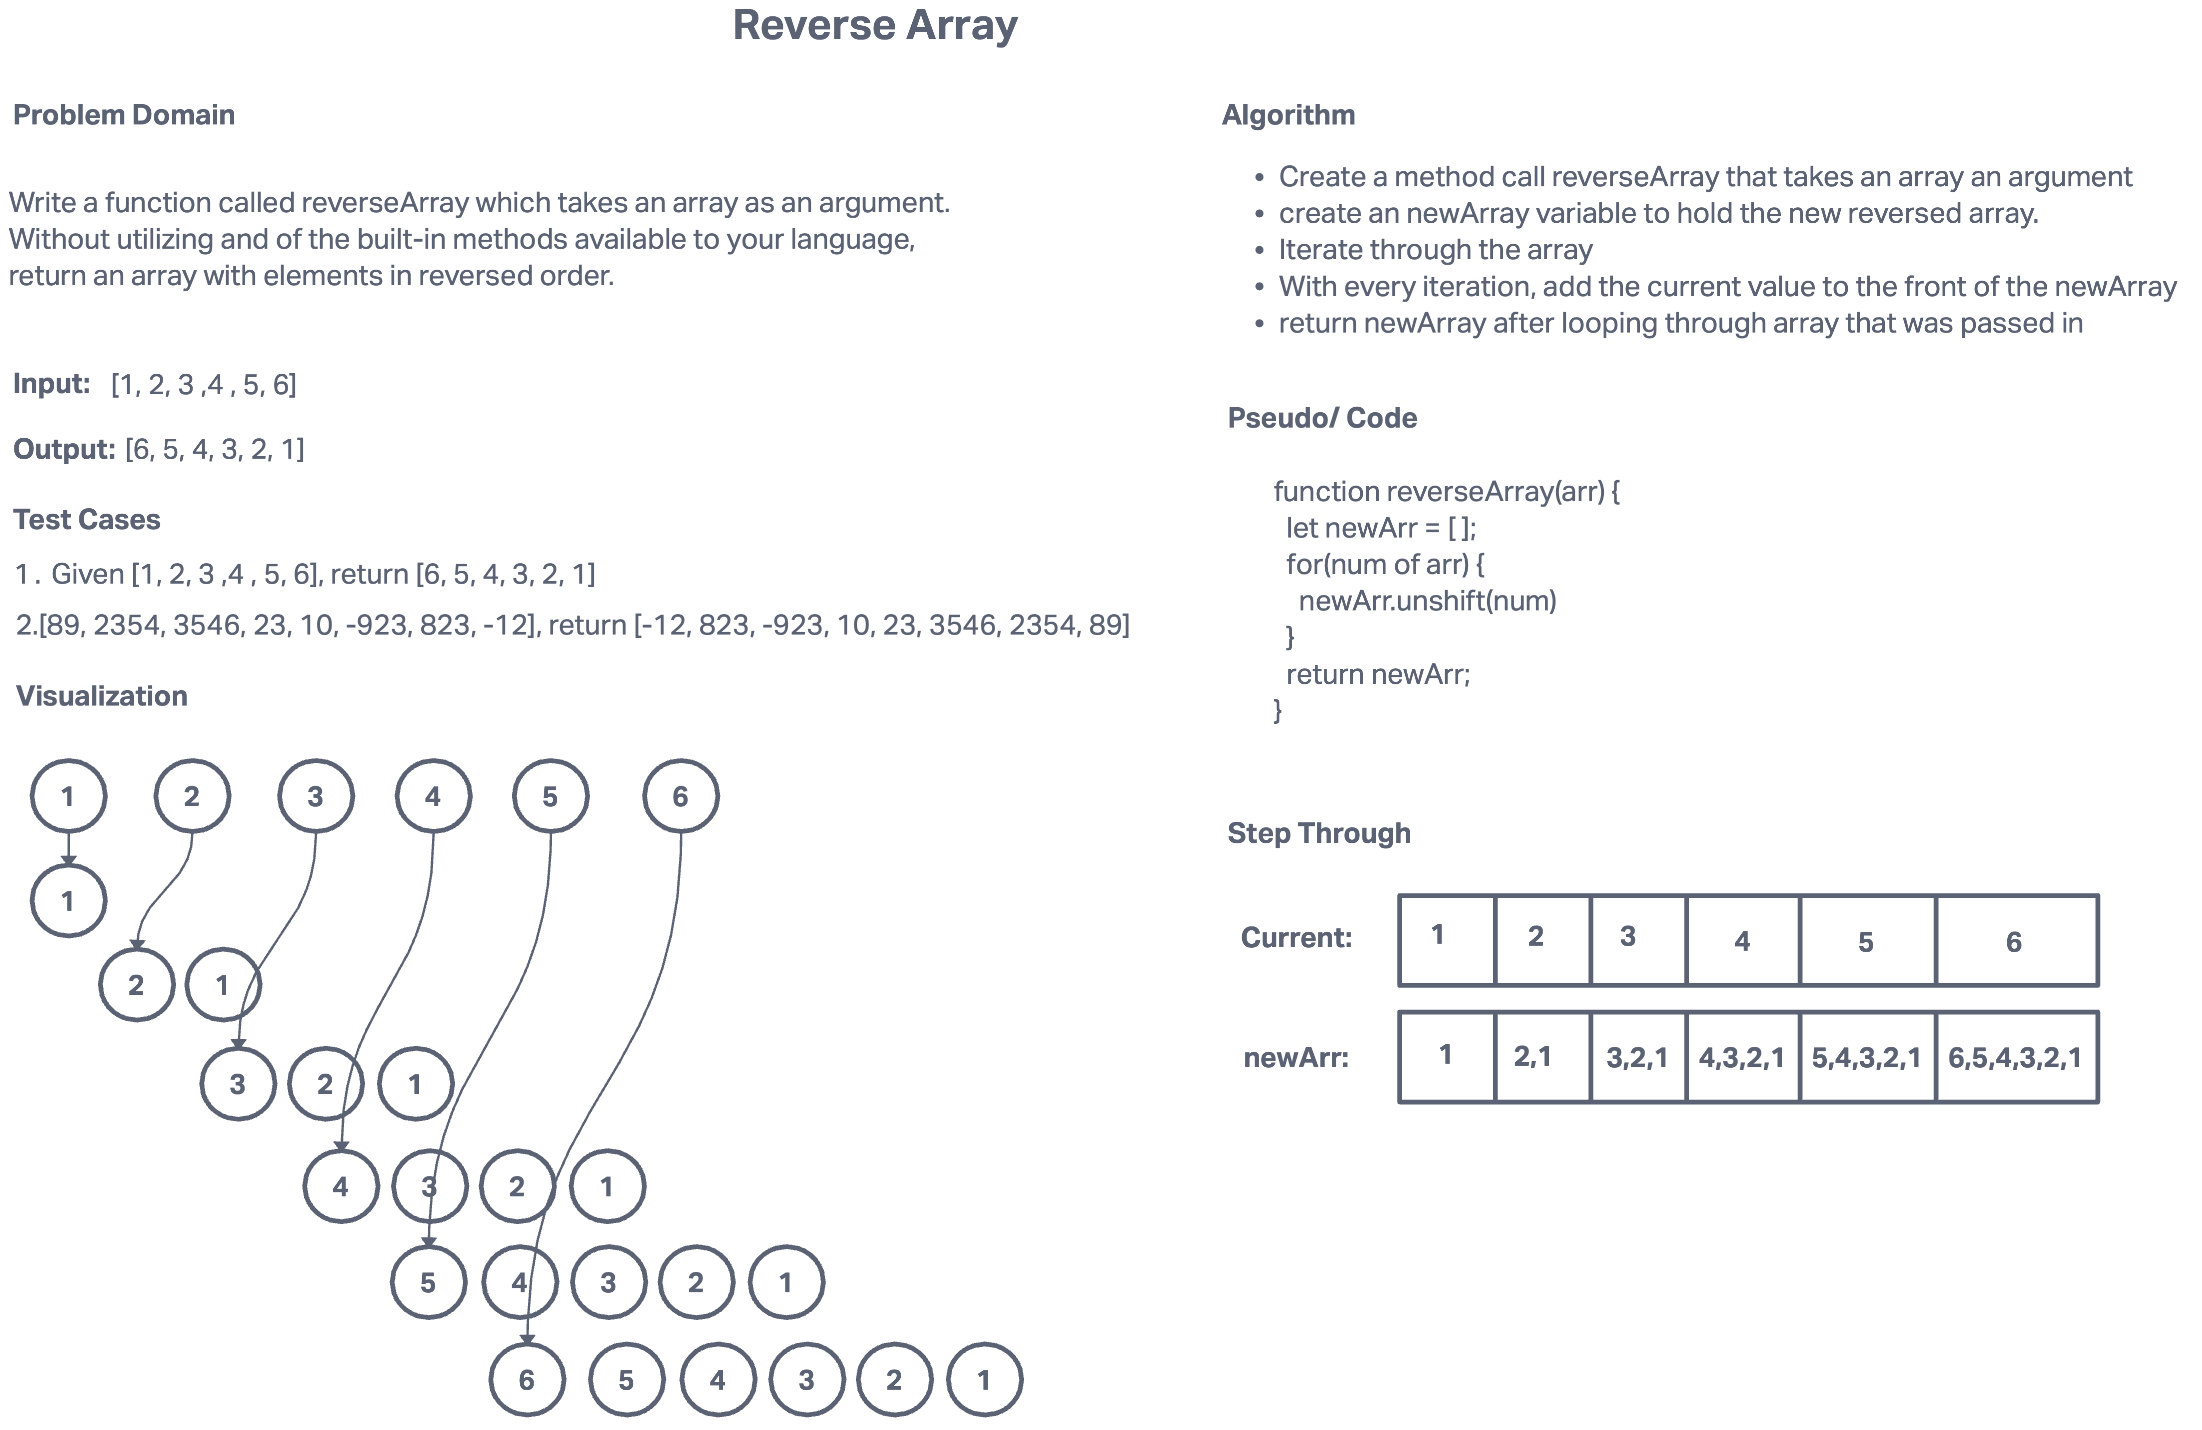 Reverse Array
Problem Domain
Write a function called reverseArray which takes an array as an argument.
Without utilizing and of the built-in methods available to your language,
return an array with elements in reversed order.
Input: [1, 2, 3 ,4 , 5, 6]
Output: [6, 5, 4, 3, 2, 1]
Test Cases
1. Given [1, 2, 3 ,4 , 5, 6], return [6, 5, 4, 3, 2, 1]
2.[89, 2354, 3546, 23, 10, -923, 823, -12], return [-12, 823, -923, 10, 23, 3546, 2354, 89]
Visualization
1 2 3 4 5 6
1
2 1
3 2 1
4 3 2 1
5 4 3 2 1
6 5 4 3 2 1
Algorithm
• Create a method call reverseArray that takes an array an argument
• create an newArray variable to hold the new reversed array.
• Iterate through the array
• With every iteration, add the current value to the front of the newArray
• return newArray after looping through array that was passed in
Pseudo/ Code
function reverseArray(arr) {
let newArr = [ ];
for(num of arr) {
newArr.unshift(num)
}
return newArr;
}
Step Through
Current: 1 2 3 4 5 6
newArr: 1 2,1 3,2,1 4,3,2,1 5,4,3,2,1 6,5,4,3,2,1